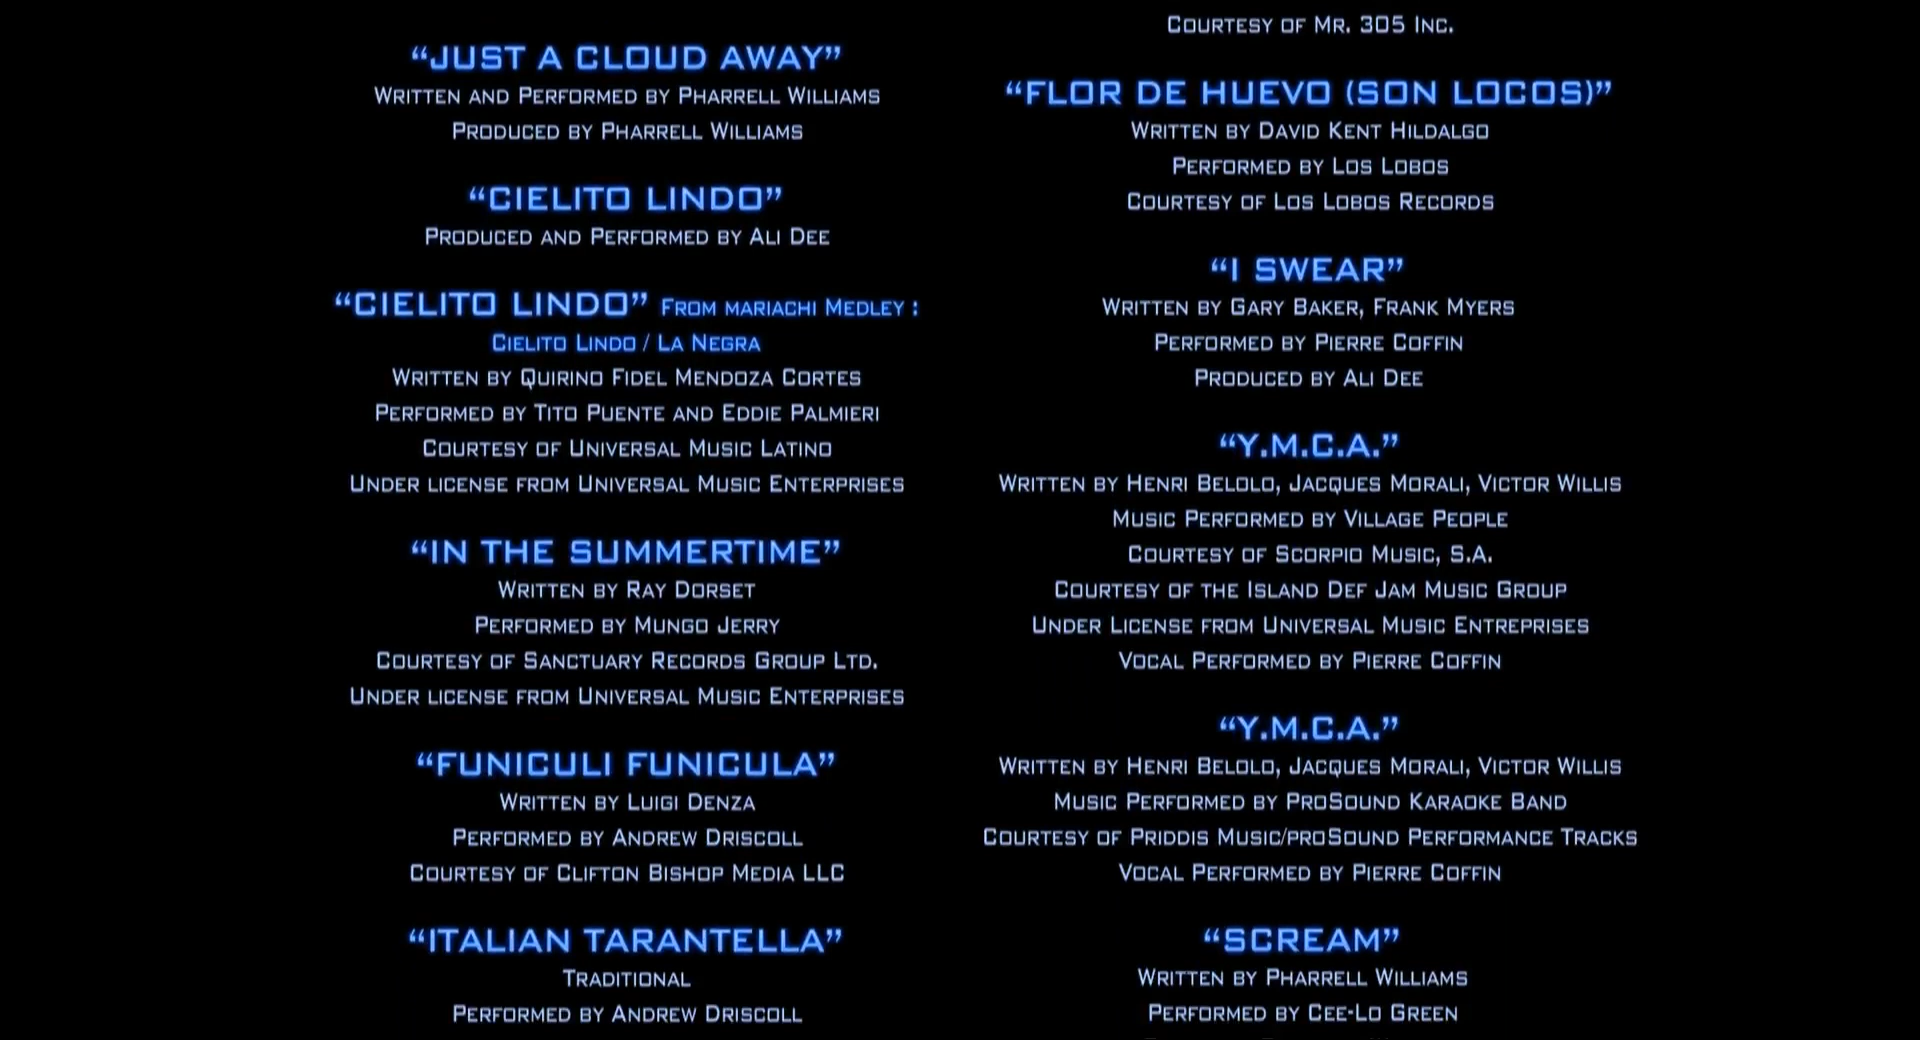 “JUST A CLOUD AWAY”
WRITTEN AND PERFORMED BY PHARRELL WILLIAMS
PRODUCED BY PHARRELL WILLIAMS
“CIELITO LINDO”
PRODUCED AND PERFORMED BY ALI DEE
“CIELITO LINDO” FROM MARIACHI MEDLEY :
CIELITO LINDO / LA NEGRA
WRITTEN BY QUIRINO FIDEL MENDOZA CORTES
PERFORMED BY TITO PUENTE AND EDDIE PALMIERI
COURTESY OF UNIVERSAL MUSIC LATINO
UNDER LICENSE FROM UNIVERSAL MUSIC ENTERPRISES
“IN THE SUMMERTIME”
WRITTEN BY RAY DORSET
PERFORMED BY MUNGO JERRY
COURTESY OF SANCTUARY RECORDS GROUP LTD.
UNDER LICENSE FROM UNIVERSAL MUSIC ENTERPRISES
“FUNICULI FUNICULA”
WRITTEN BY LUIGI DENZA
PERFORMED BY ANDREW DRISCOLL
COURTESY OF CLIFTON BISHOP MEDIA LLC
“ITALIAN TARANTELLA”
TRADITIONAL
PERFORMED BY ANDREW DRISCOLL
COURTESY OF MR. 305 INC.
“FLOR DE HUEVO (SON LOCOS)”
WRITTEN BY DAVID KENT HILDALGO
PERFORMED BY LOS LOBOS
COURTESY OF LOS LOBOS RECORDS
“I SWEAR”
WRITTEN BY GARY BAKER, FRANK MYERS
PERFORMED BY PIERRE COFFIN
PRODUCED BY ALI DEE
“Y.M.C.A.”
WRITTEN BY HENRI BELOLO, JACQUES MORALI, VICTOR WILLIS
MUSIC PERFORMED BY VILLAGE PEOPLE
COURTESY OF SCORPIO MUSIC, S.A.
COURTESY OF THE ISLAND DEF JAM MUSIC GROUP
UNDER LICENSE FROM UNIVERSAL MUSIC ENTREPRISES
VOCAL PERFORMED BY PIERRE COFFIN
“Y.M.C.A.”
WRITTEN BY HENRI BELOLO, JACQUES MORALI, VICTOR WILLIS
MUSIC PERFORMED BY PROSOUND KARAOKE BAND
COURTESY OF PRIDDIS MUSIC/PROSOUND PERFORMANCE TRACKS
VOCAL PERFORMED BY PIERRE COFFIN
“SCREAM”
WRITTEN BY PHARRELL WILLIAMS
PERFORMED BY CEE-LO GREEN